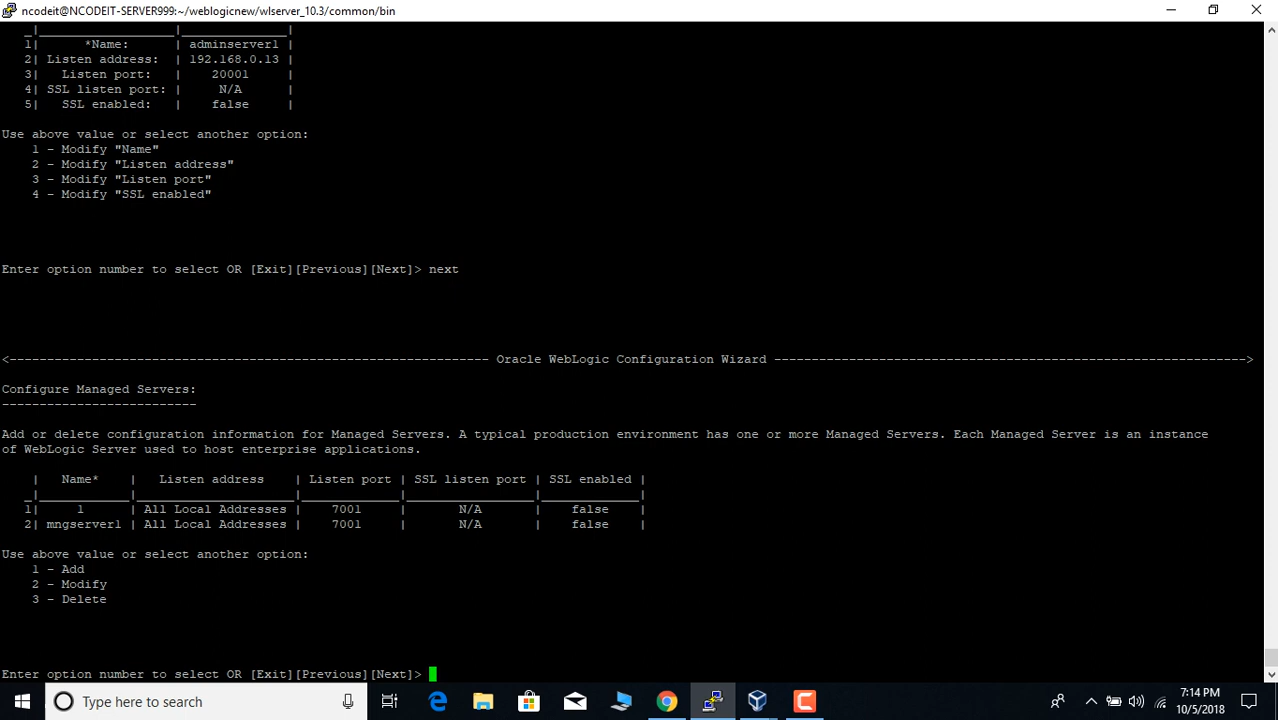 ncodeit@NCODEIT-SERVER999:~/weblogicnew/wlserver_10.3/common/bin
_|__________________|______________|
1| *Name: | adminserver1 |
2| Listen address: | 192.168.0.13 |
3| Listen port: | 20001 |
4| SSL listen port: | N/A |
5| SSL enabled: | false |
Use above value or select another option:
1 - Modify "Name"
2 - Modify "Listen address"
3 - Modify "Listen port"
4 - Modify "SSL enabled"
Enter option number to select OR [Exit][Previous][Next]> next
<---------------------------------------------------------------- Oracle WebLogic Configuration Wizard --------------------------------------------------------------->
Configure Managed Servers:
--------------------------
Add or delete configuration information for Managed Servers. A typical production environment has one or more Managed Servers. Each Managed Server is an instance
of WebLogic Server used to host enterprise applications.
| Name* | Listen address | Listen port | SSL listen port | SSL enabled |
_|____________|_____________________|_____________|_________________|_____________|
1| 1 | All Local Addresses | 7001 | N/A | false |
2| mngserver1 | All Local Addresses | 7001 | N/A | false |
Use above value or select another option:
1 - Add
2 - Modify
3 - Delete
Enter option number to select OR [Exit][Previous][Next]>
Type here to search
7:14 PM
10/5/2018